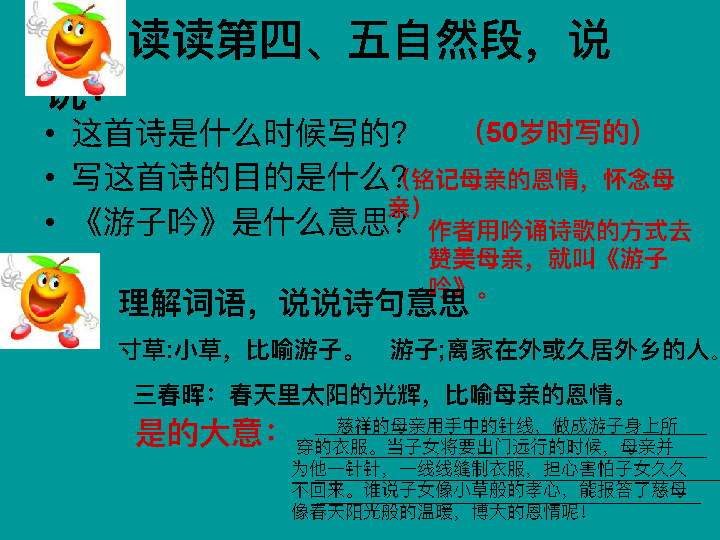 读读第四、五自然段，说
说：
• 这首诗是什么时候写的?
（50岁时写的）
• 写这首诗的目的是什么?
（铭记母亲的恩情，怀念母
亲）
• 《游子吟》是什么意思?
作者用吟诵诗歌的方式去
赞美母亲，就叫《游子
吟》。
理解词语，说说诗句意思
寸草:小草，比喻游子。 游子;离家在外或久居外乡的人。
三春晖：春天里太阳的光辉，比喻母亲的恩情。
是的大意：
慈祥的母亲用手中的针线，做成游子身上所
穿的衣服。当子女将要出门远行的时候，母亲并
为他一针针，一线线缝制衣服，担心害怕子女久久
不回来。谁说子女像小草般的孝心，能报答了慈母
像春天阳光般的温暖，博大的恩情呢！